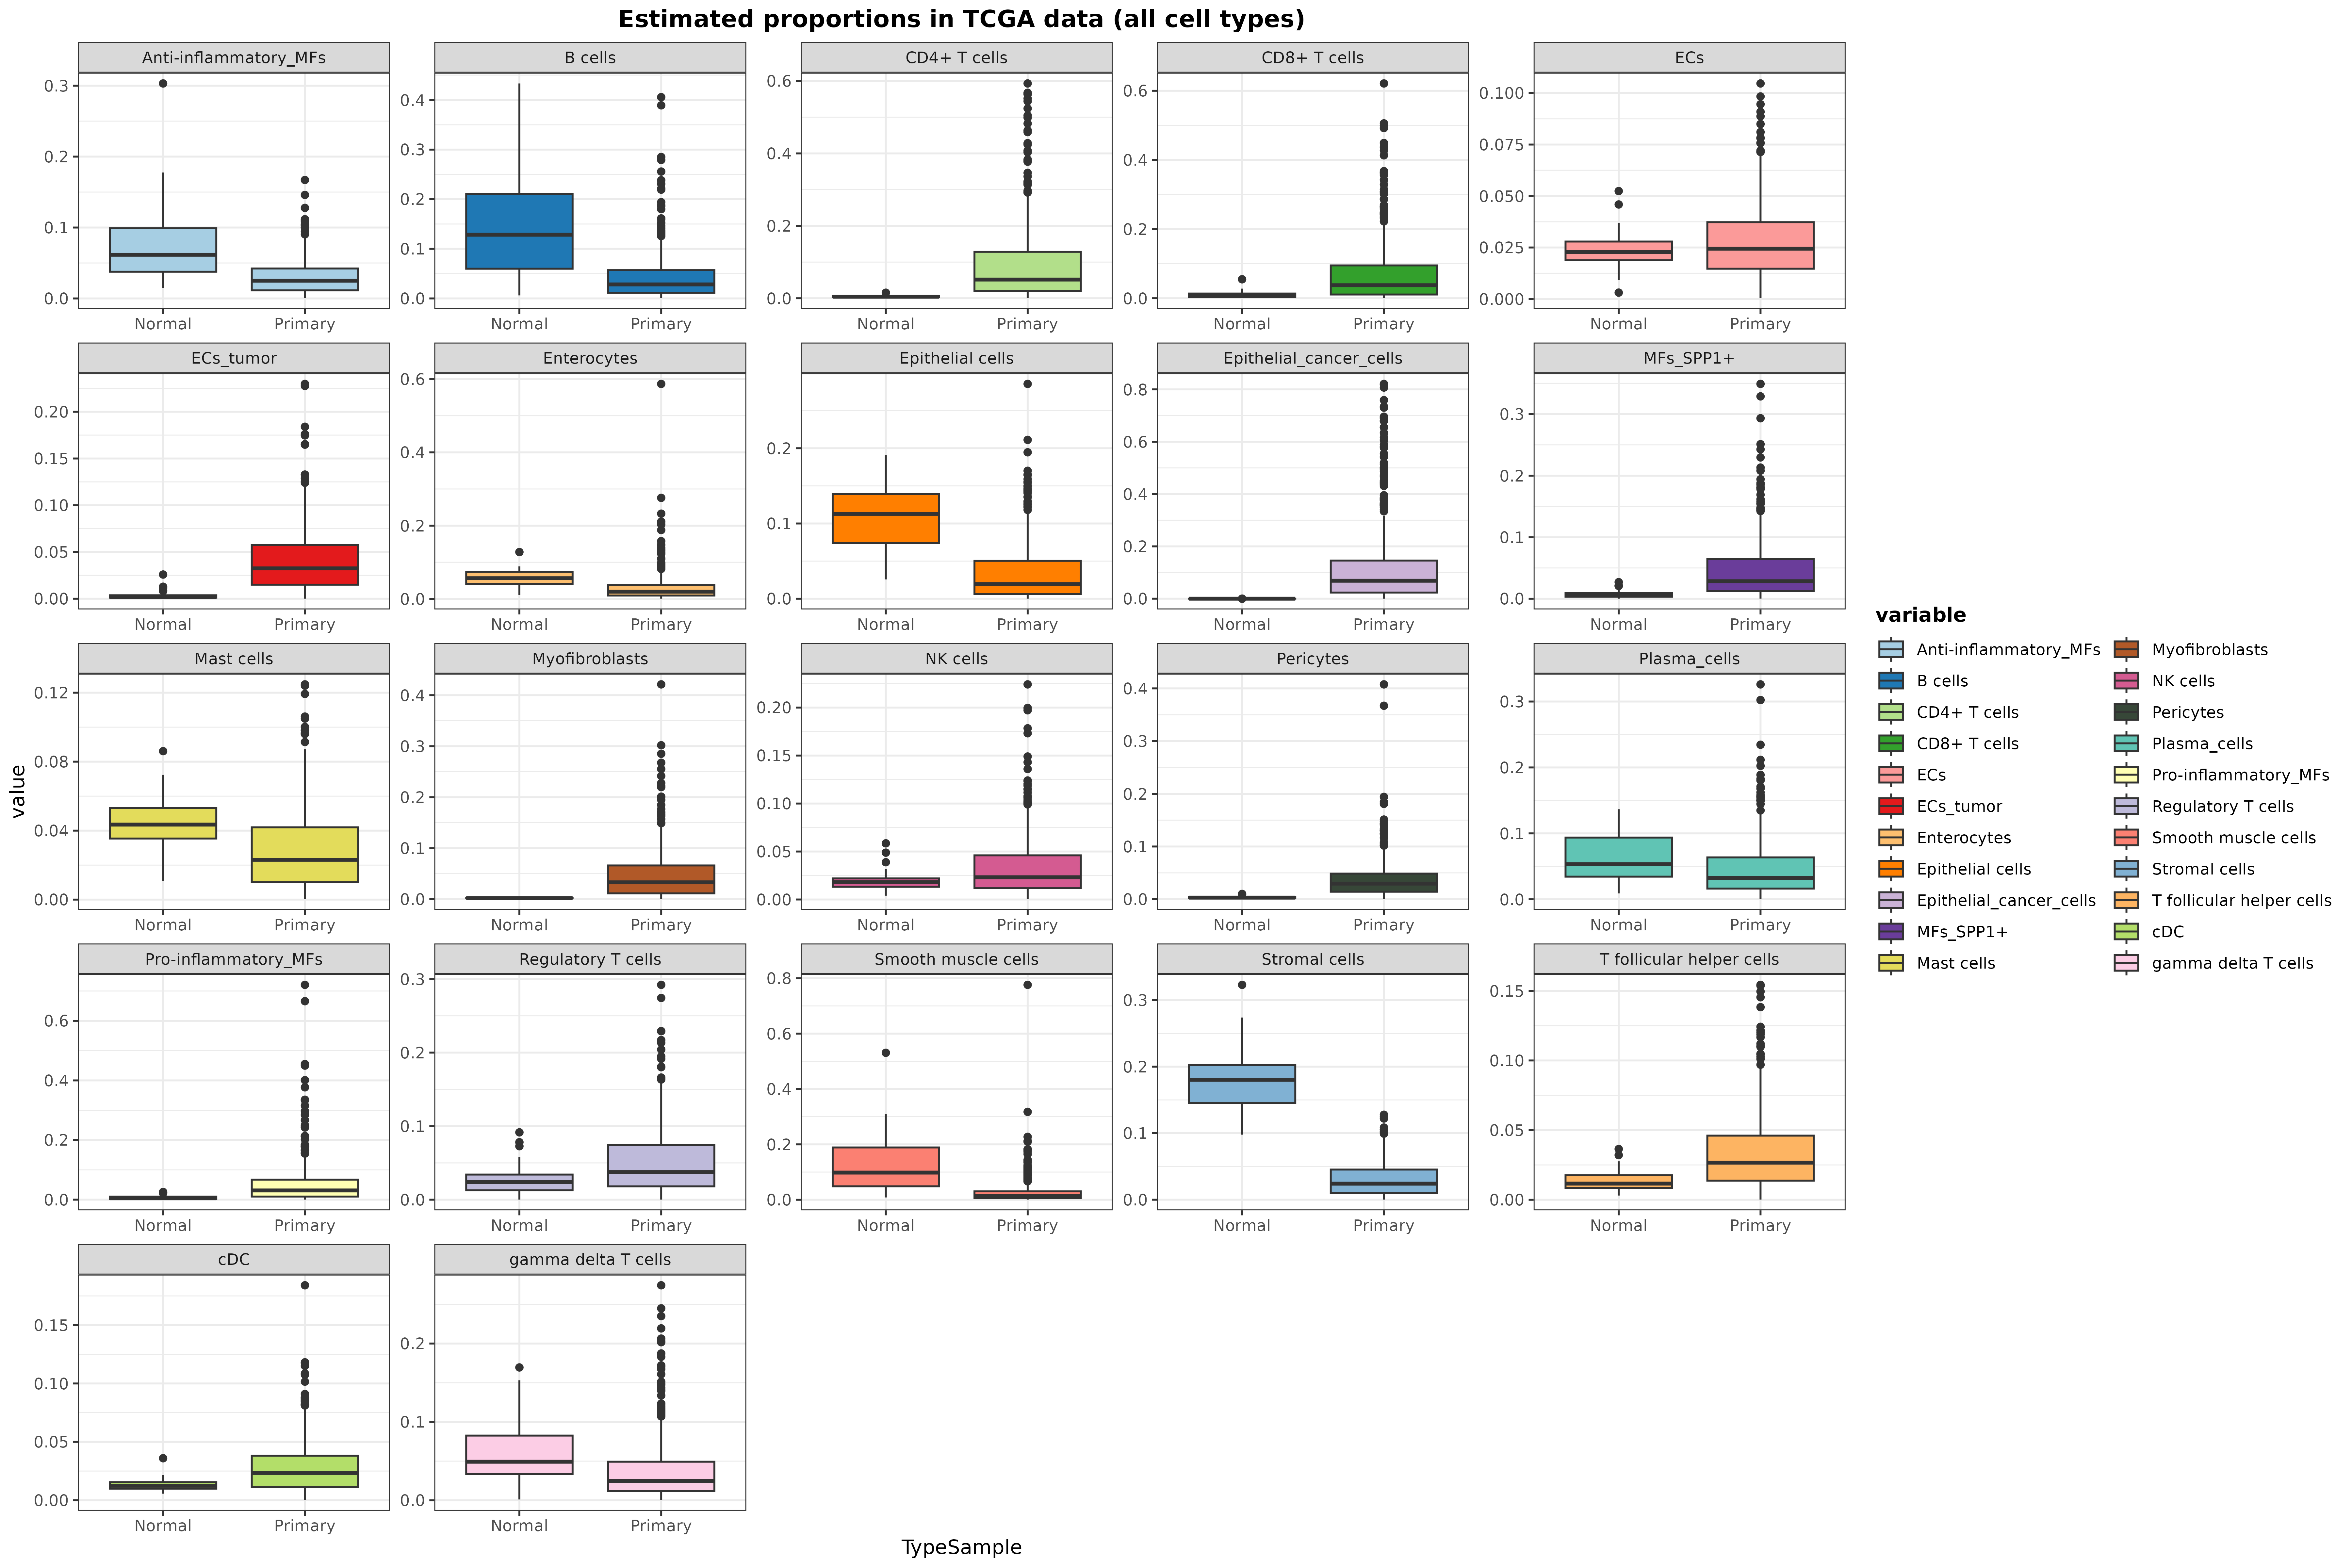 Estimated proportions in TCGA data (all cell types)
Anti-inflammatory_MFs
B cells
CD4+ T cells
CD8+ T cells
ECs
0.3
0.2
0.1
0.0
0.4
0.3
0.2
0.1
0.0
0.6
0.4
0.2
0.0
0.6
0.4
0.2
0.0
0.100
0.075
0.050
0.025
0.000
Normal Primary
Normal Primary
Normal Primary
Normal Primary
Normal Primary
ECs_tumor
Enterocytes
Epithelial cells
Epithelial_cancer_cells
MFs_SPP1+
0.20
0.15
0.10
0.05
0.00
0.6
0.4
0.2
0.0
0.2
0.1
0.0
0.8
0.6
0.4
0.2
0.0
0.3
0.2
0.1
0.0
Normal Primary
Normal Primary
Normal Primary
Normal Primary
Normal Primary
Mast cells
Myofibroblasts
NK cells
Pericytes
Plasma_cells
0.12
0.08
0.04
0.00
0.4
0.3
0.2
0.1
0.0
0.20
0.15
0.10
0.05
0.00
0.4
0.3
0.2
0.1
0.0
0.3
0.2
0.1
0.0
Normal Primary
Normal Primary
Normal Primary
Normal Primary
Normal Primary
Pro-inflammatory_MFs
Regulatory T cells
Smooth muscle cells
Stromal cells
T follicular helper cells
0.6
0.4
0.2
0.0
0.3
0.2
0.1
0.0
0.8
0.6
0.4
0.2
0.0
0.3
0.2
0.1
0.0
0.15
0.10
0.05
0.00
Normal Primary
Normal Primary
Normal Primary
Normal Primary
Normal Primary
cDC
gamma delta T cells
0.15
0.10
0.05
0.00
0.2
0.1
0.0
Normal Primary
Normal Primary
value
TypeSample
variable
Anti-inflammatory_MFs
B cells
CD4+ T cells
CD8+ T cells
ECs
ECs_tumor
Enterocytes
Epithelial cells
Epithelial_cancer_cells
MFs_SPP1+
Mast cells
Myofibroblasts
NK cells
Pericytes
Plasma_cells
Pro-inflammatory_MFs
Regulatory T cells
Smooth muscle cells
Stromal cells
T follicular helper cells
cDC
gamma delta T cells